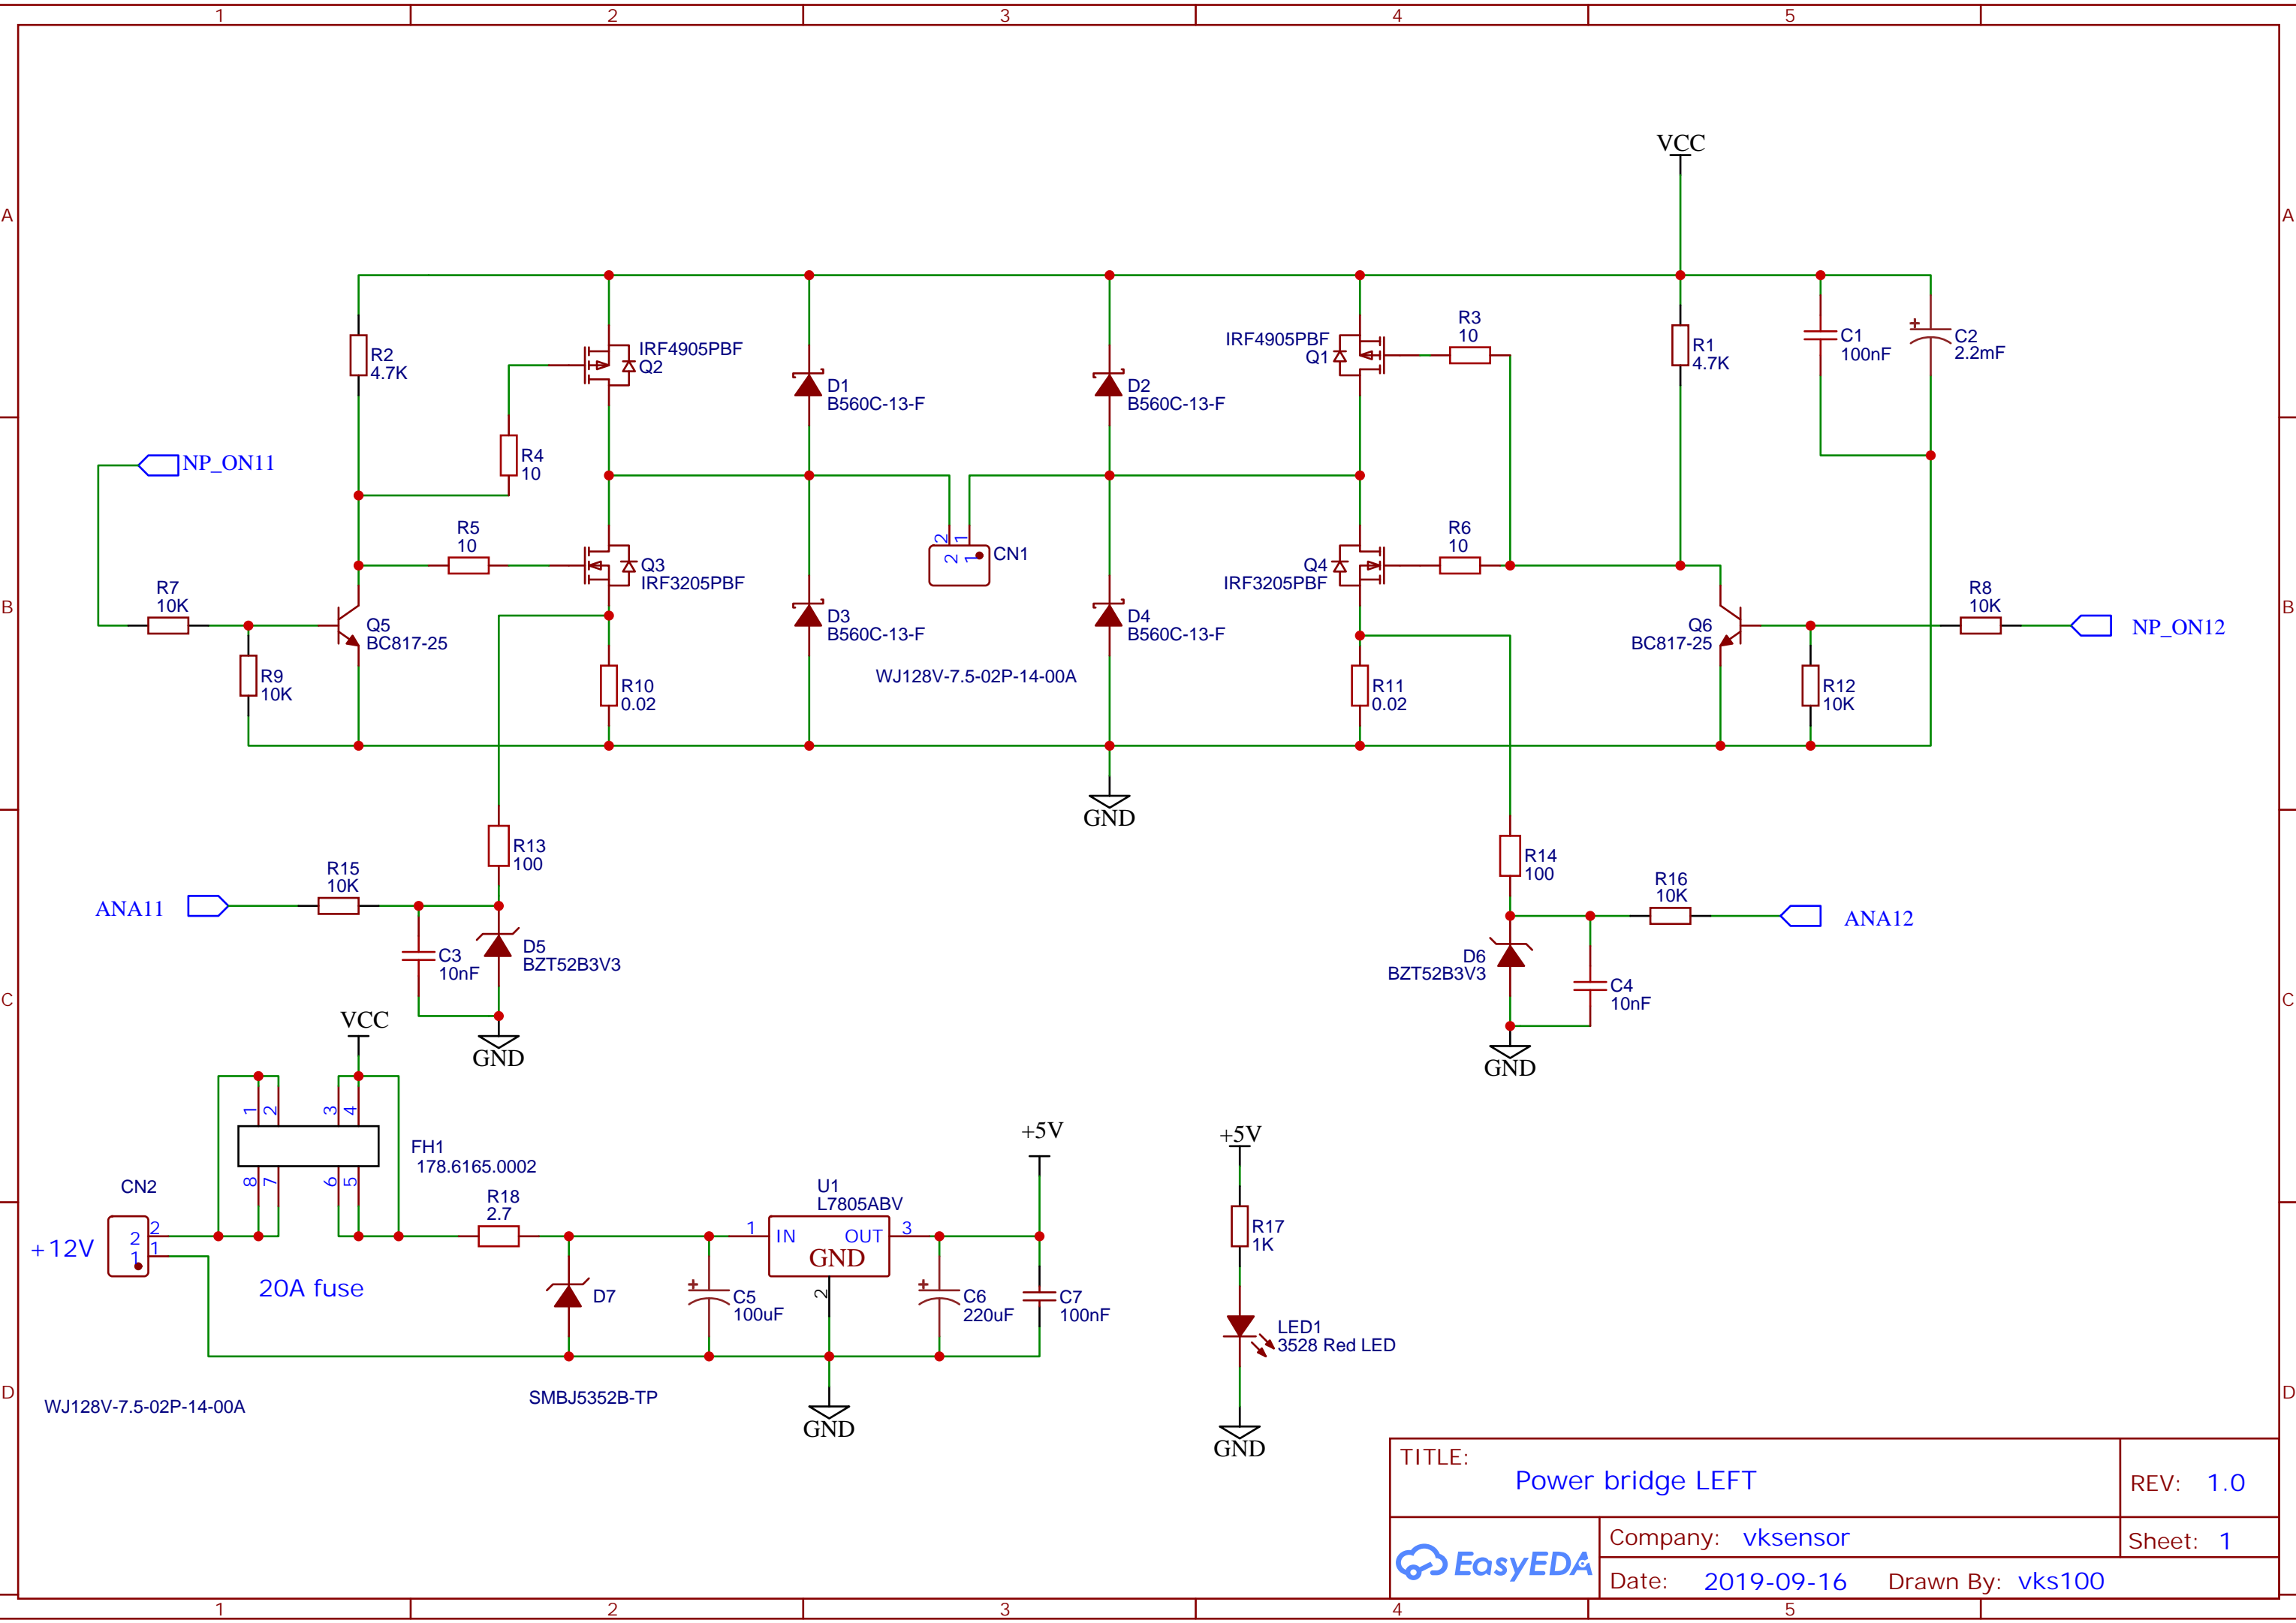 1 2 3 4 5
VCC
A A
IRF4905PBF
Q2
R2
4.7K
D1
B560C-13-F
D2
B560C-13-F
IRF4905PBF
Q1
R3
10
R1
4.7K
C1
100nF
C2
2.2mF
NP_ON11
R4
10
R5
10
Q3
IRF3205PBF
2 1
2 1
CN1
Q4
IRF3205PBF
R6
10
B B
R7
10K
Q5
BC817-25
D3
B560C-13-F
D4
B560C-13-F
Q6
BC817-25
R8
10K
NP_ON12
R9
10K
R10
0.02
WJ128V-7.5-02P-14-00A
R11
0.02
R12
10K
GND
R13
100
R14
100
R15
10K
ANA11
R16
10K
ANA12
C3
10nF
D5
BZT52B3V3
D6
BZT52B3V3
C4
10nF
C C
VCC
GND
GND
1 2 3 4
FH1
178.6165.0002
8 7 6 5
+5V
+5V
CN2
R18
2.7
U1
L7805ABV
+12V
2 2
1 1
1 IN OUT 3
GND
2
R17
1K
20A fuse
D7
C5
100uF
C6
220uF
C7
100nF
LED1
3528 Red LED
D D
WJ128V-7.5-02P-14-00A
SMBJ5352B-TP
GND
GND
TITLE:
Power bridge LEFT
REV: 1.0
EasyEDA
Company: vksensor
Sheet: 1
Date: 2019-09-16 Drawn By: vks100
1 2 3 4 5